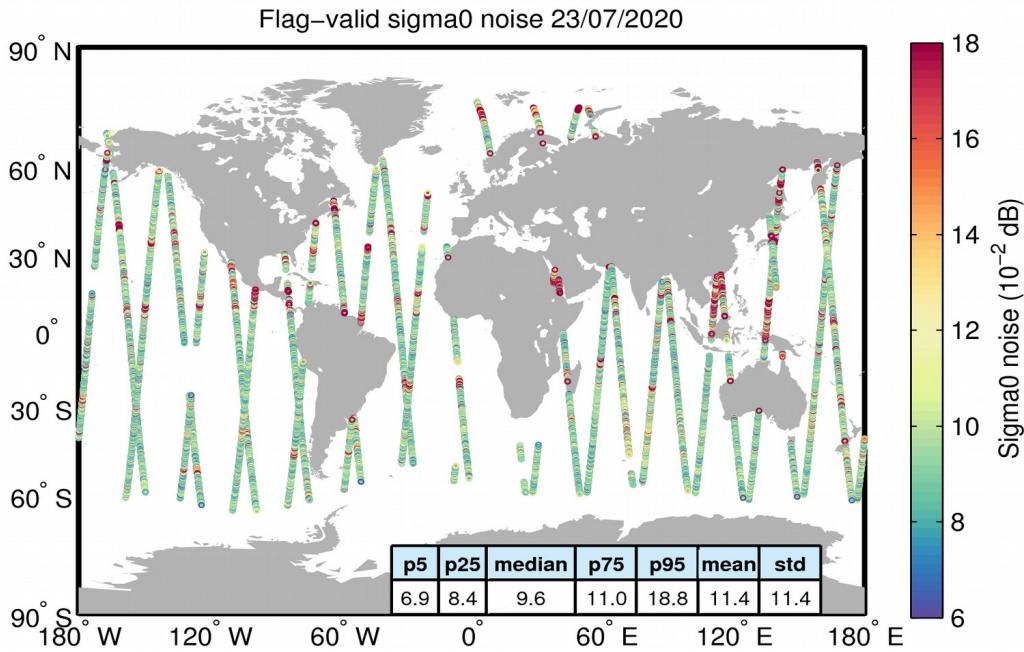 Flag−valid sigma0 noise 23/07/2020
90° N
60° N
30° N
0°
30° S
60° S
90° S
180° W
120° W
60° W
0°
60° E
120° E
180° E
p5 p25 median p75 p95 mean std
6.9 8.4 9.6 11.0 18.8 11.4 11.4
18
16
14
12
10
8
6
Sigma0 noise (10⁻² dB)